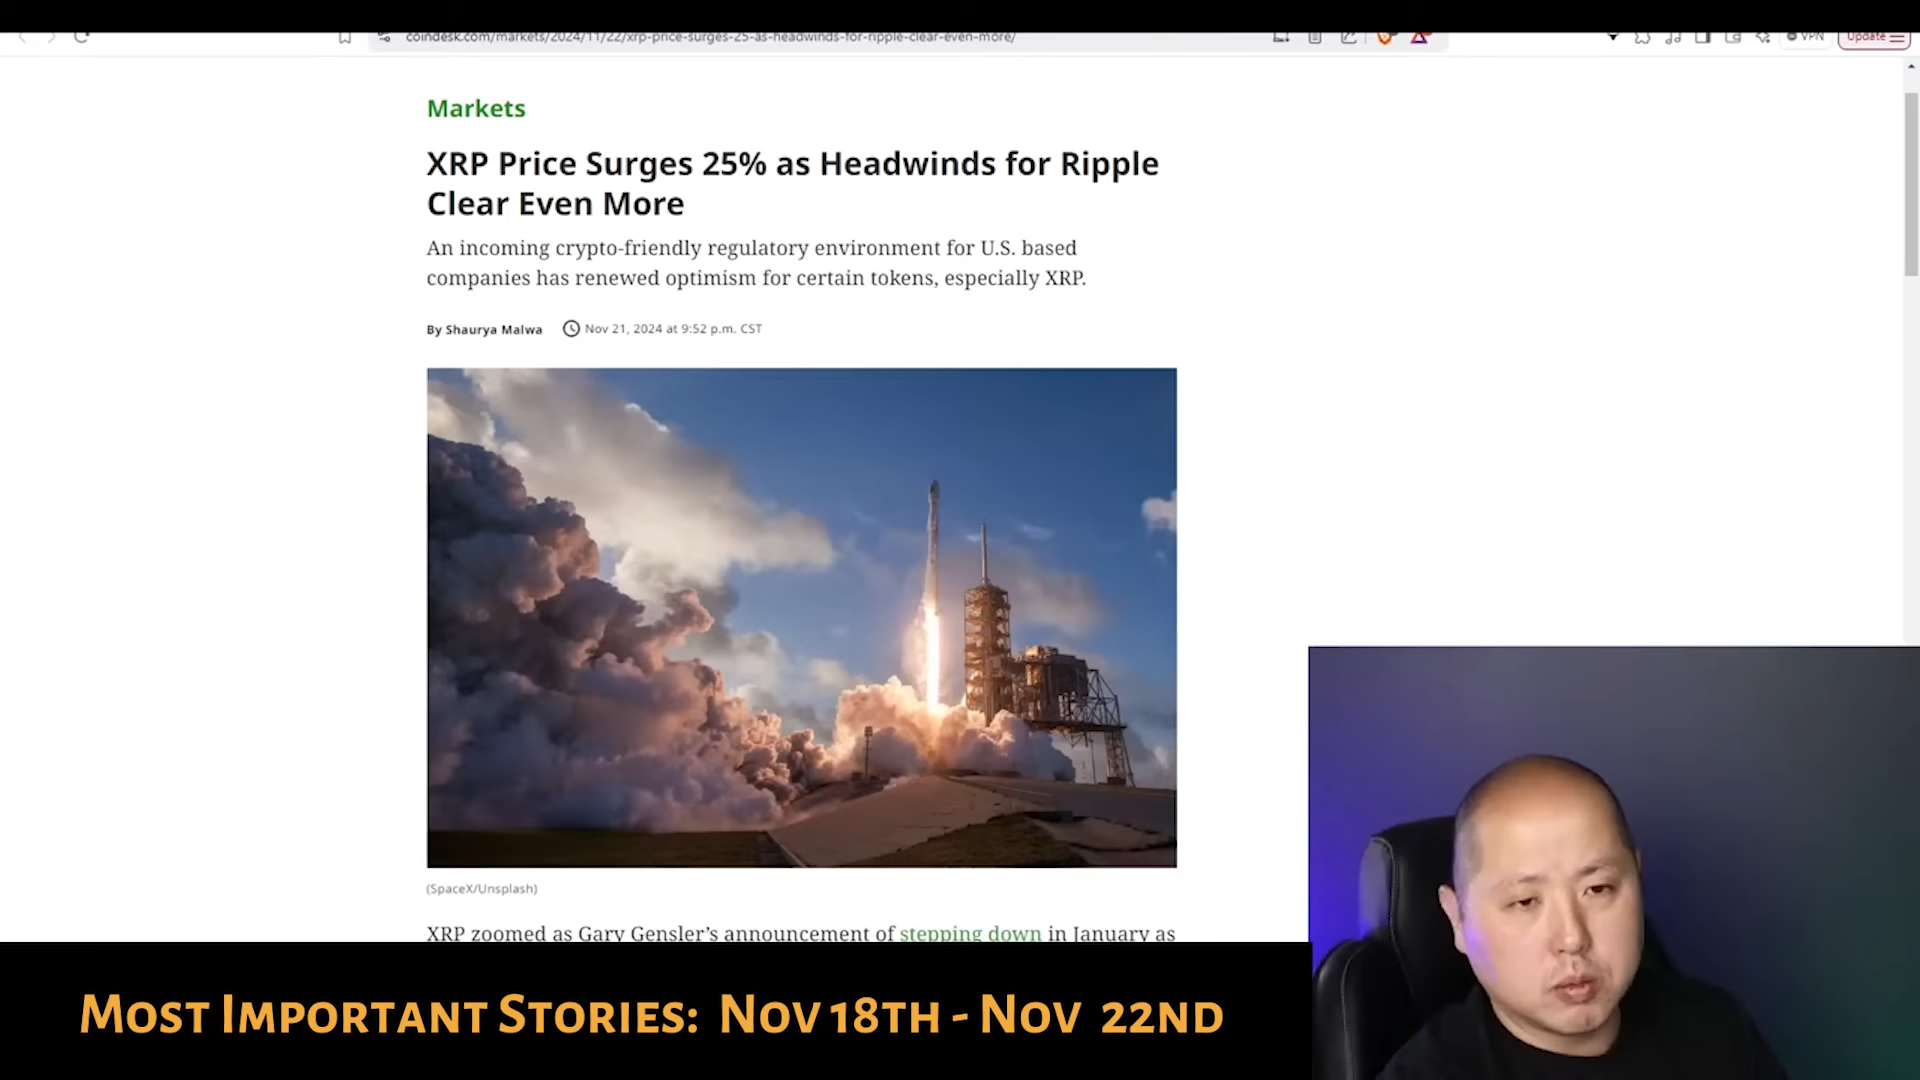 coindesk.com/markets/2024/11/22/xrp-price-surges-25-as-headwinds-for-ripple-clear-even-more/
VPN
Update
Markets
XRP Price Surges 25% as Headwinds for Ripple
Clear Even More
An incoming crypto-friendly regulatory environment for U.S. based
companies has renewed optimism for certain tokens, especially XRP.
By Shaurya Malwa Nov 21, 2024 at 9:52 p.m. CST
(SpaceX/Unsplash)
XRP zoomed as Gary Gensler's announcement of stepping down in January as
Most Important Stories: Nov 18th - Nov 22nd